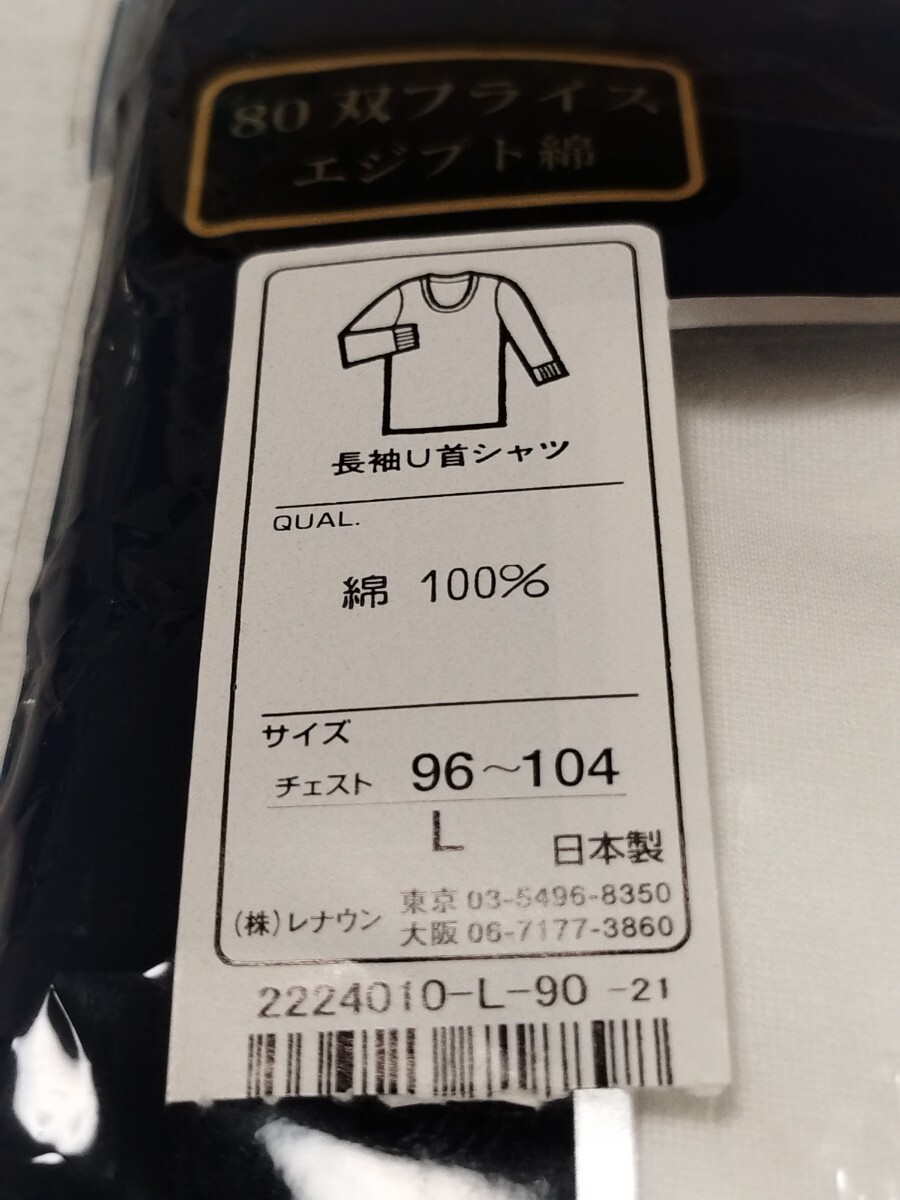 80 双フライス
エジプト綿
長袖U首シャツ
QUAL.
綿 100%
サイズ
チェスト 96～104
L
日本製
(株)レナウン
東京 03-5496-8350
大阪 06-7177-3860
2224010-L-90 -21